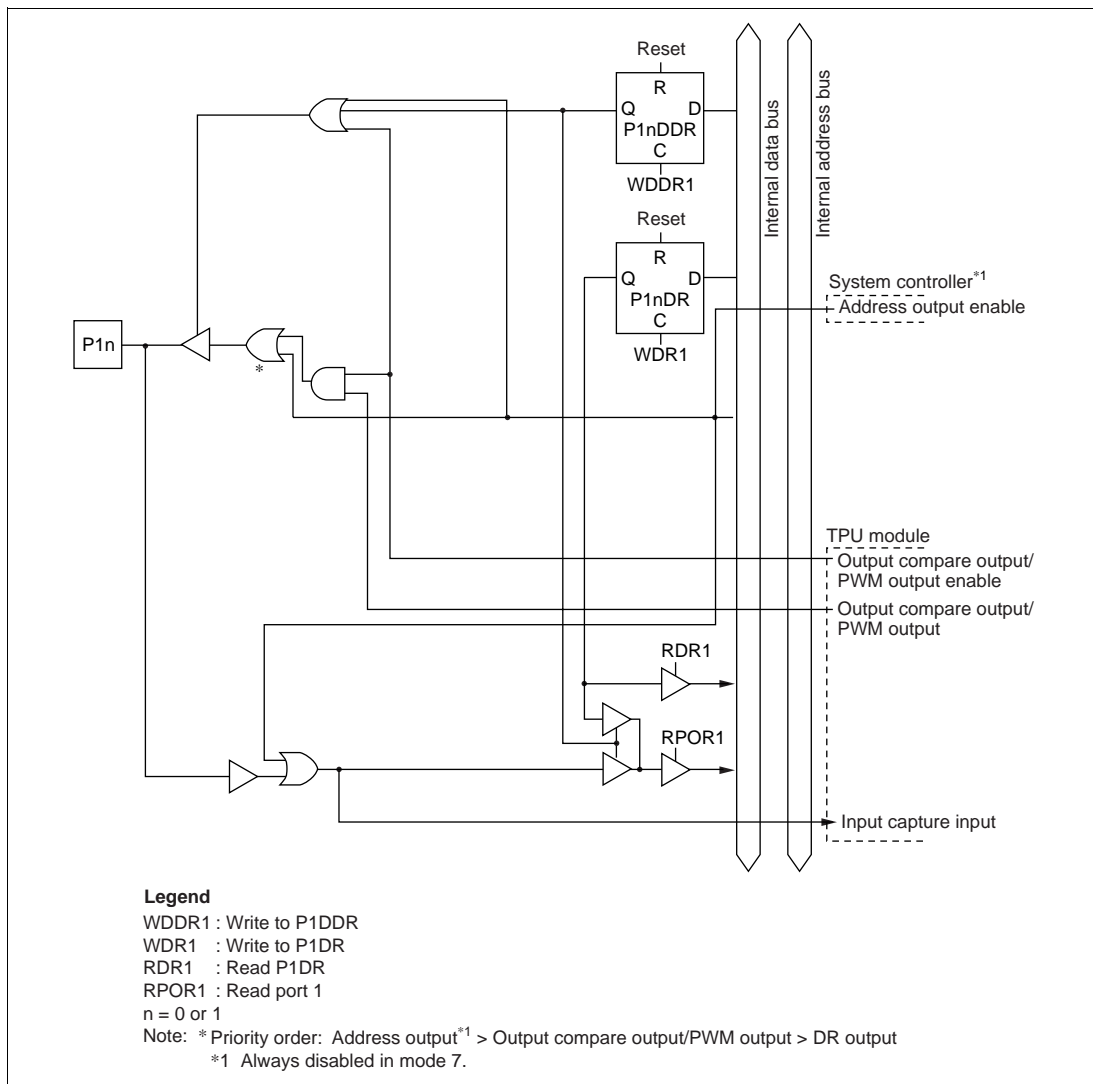 Reset
R
Q D
P1nDDR
C
WDDR1
Reset
R
Q D
P1nDR
C
WDR1
Internal data bus
Internal address bus
System controller*1
Address output enable
P1n
*
TPU module
Output compare output/
PWM output enable
Output compare output/
PWM output
RDR1
RPOR1
Input capture input
Legend
WDDR1 : Write to P1DDR
WDR1 : Write to P1DR
RDR1 : Read P1DR
RPOR1 : Read port 1
n = 0 or 1
Note: * Priority order: Address output*1 > Output compare output/PWM output > DR output
*1 Always disabled in mode 7.